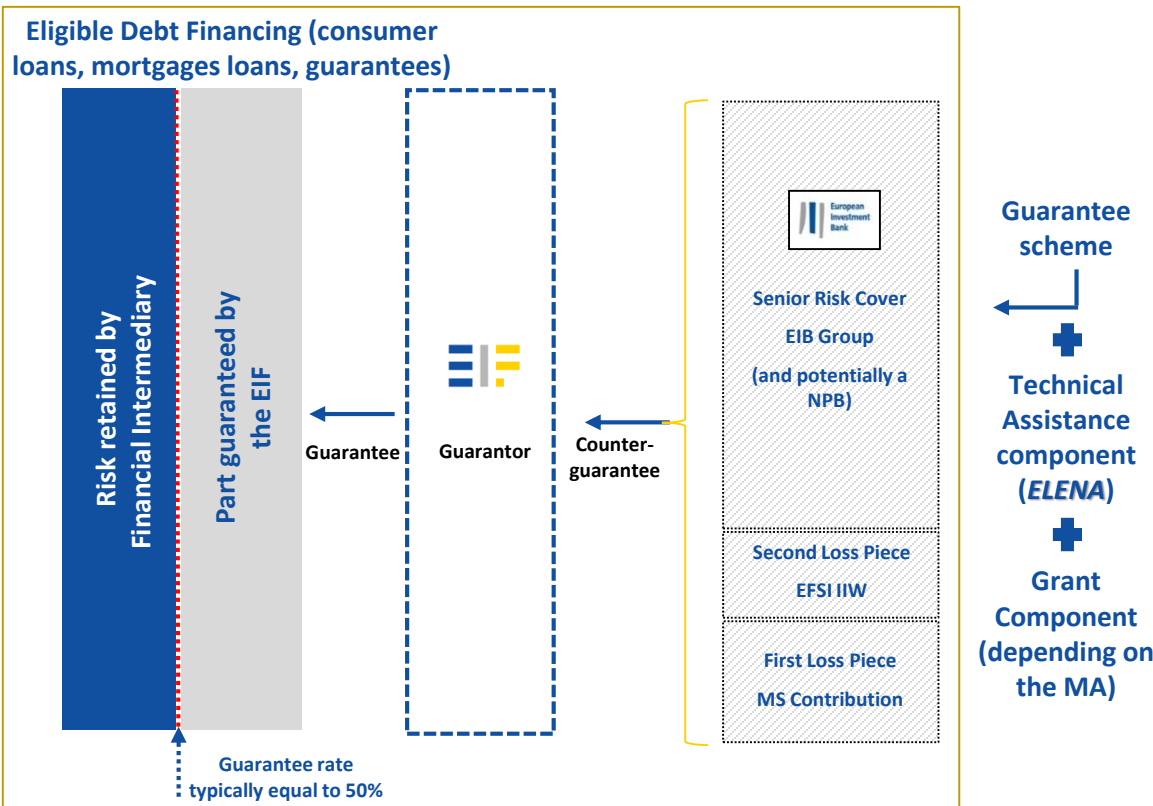 Eligible Debt Financing (consumer
loans, mortgages loans, guarantees)
Risk retained by
Financial Intermediary
Part guaranteed by
the EIF
Guarantee
EIF
Guarantor
Counter-
guarantee
European
Investment
Bank
Senior Risk Cover
EIB Group
(and potentially a
NPB)
Second Loss Piece
EFSI IIW
First Loss Piece
MS Contribution
Guarantee rate
typically equal to 50%
Guarantee
scheme
Technical
Assistance
component
(ELENA)
Grant
Component
(depending on
the MA)